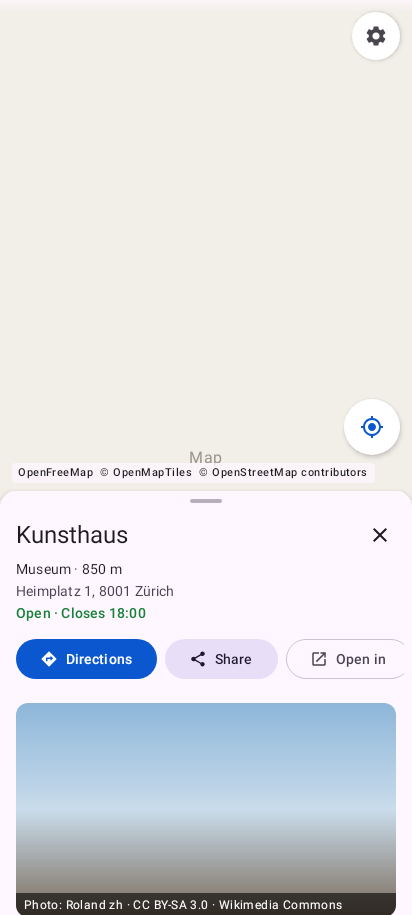 Map
OpenFreeMap © OpenMapTiles © OpenStreetMap contributors
Kunsthaus
Museum · 850 m
Heimplatz 1, 8001 Zürich
Open · Closes 18:00
Directions
Share
Open in
Photo: Roland zh · CC BY-SA 3.0 · Wikimedia Commons